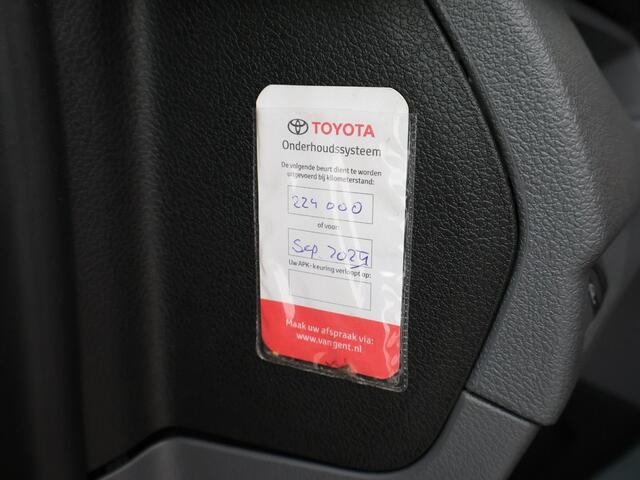 TOYOTA
Onderhoudssysteem
De volgende beurt dient te worden
uitgevoerd bij kilometerstand:
224 000
of voor:
Sep. 2024
Uw APK-keuring verloopt op:
Maak uw afspraak via:
www.vangent.nl